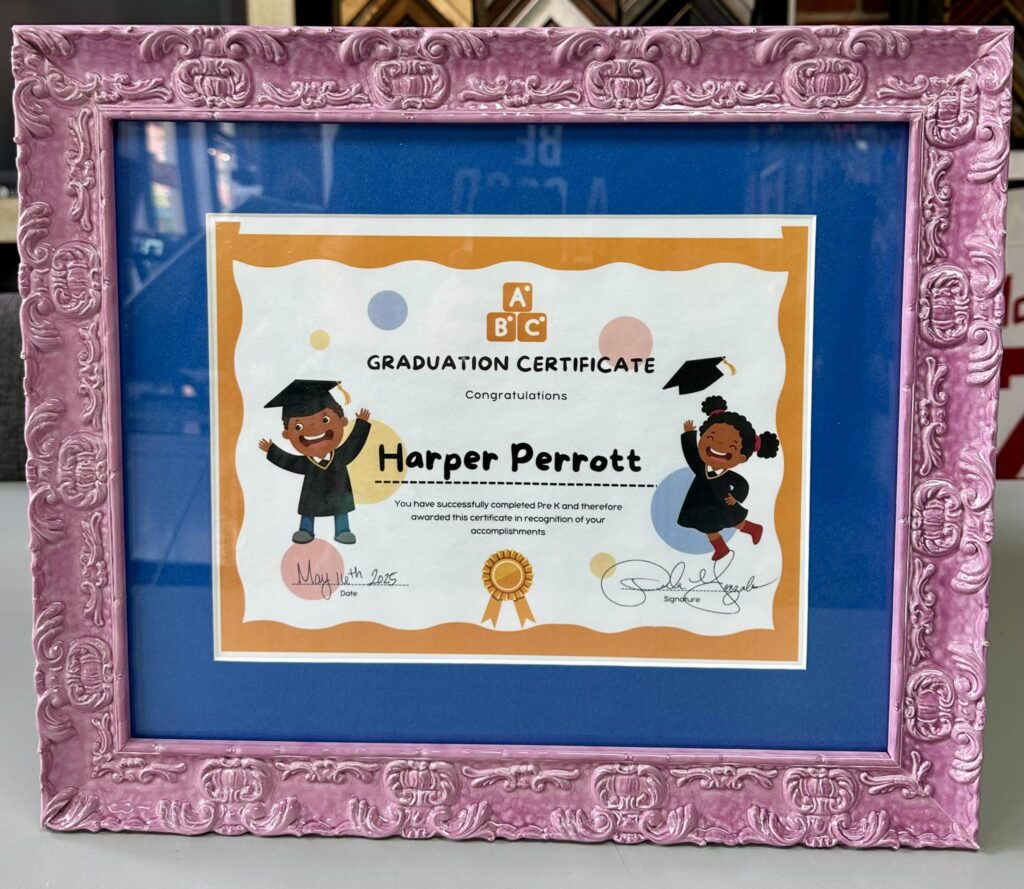 A
B C
GRADUATION CERTIFICATE
Congratulations
Harper Perrott
You have successfully completed Pre K and therefore
awarded this certificate in recognition of your
accomplishments
May 16th 2025
Date
Signature